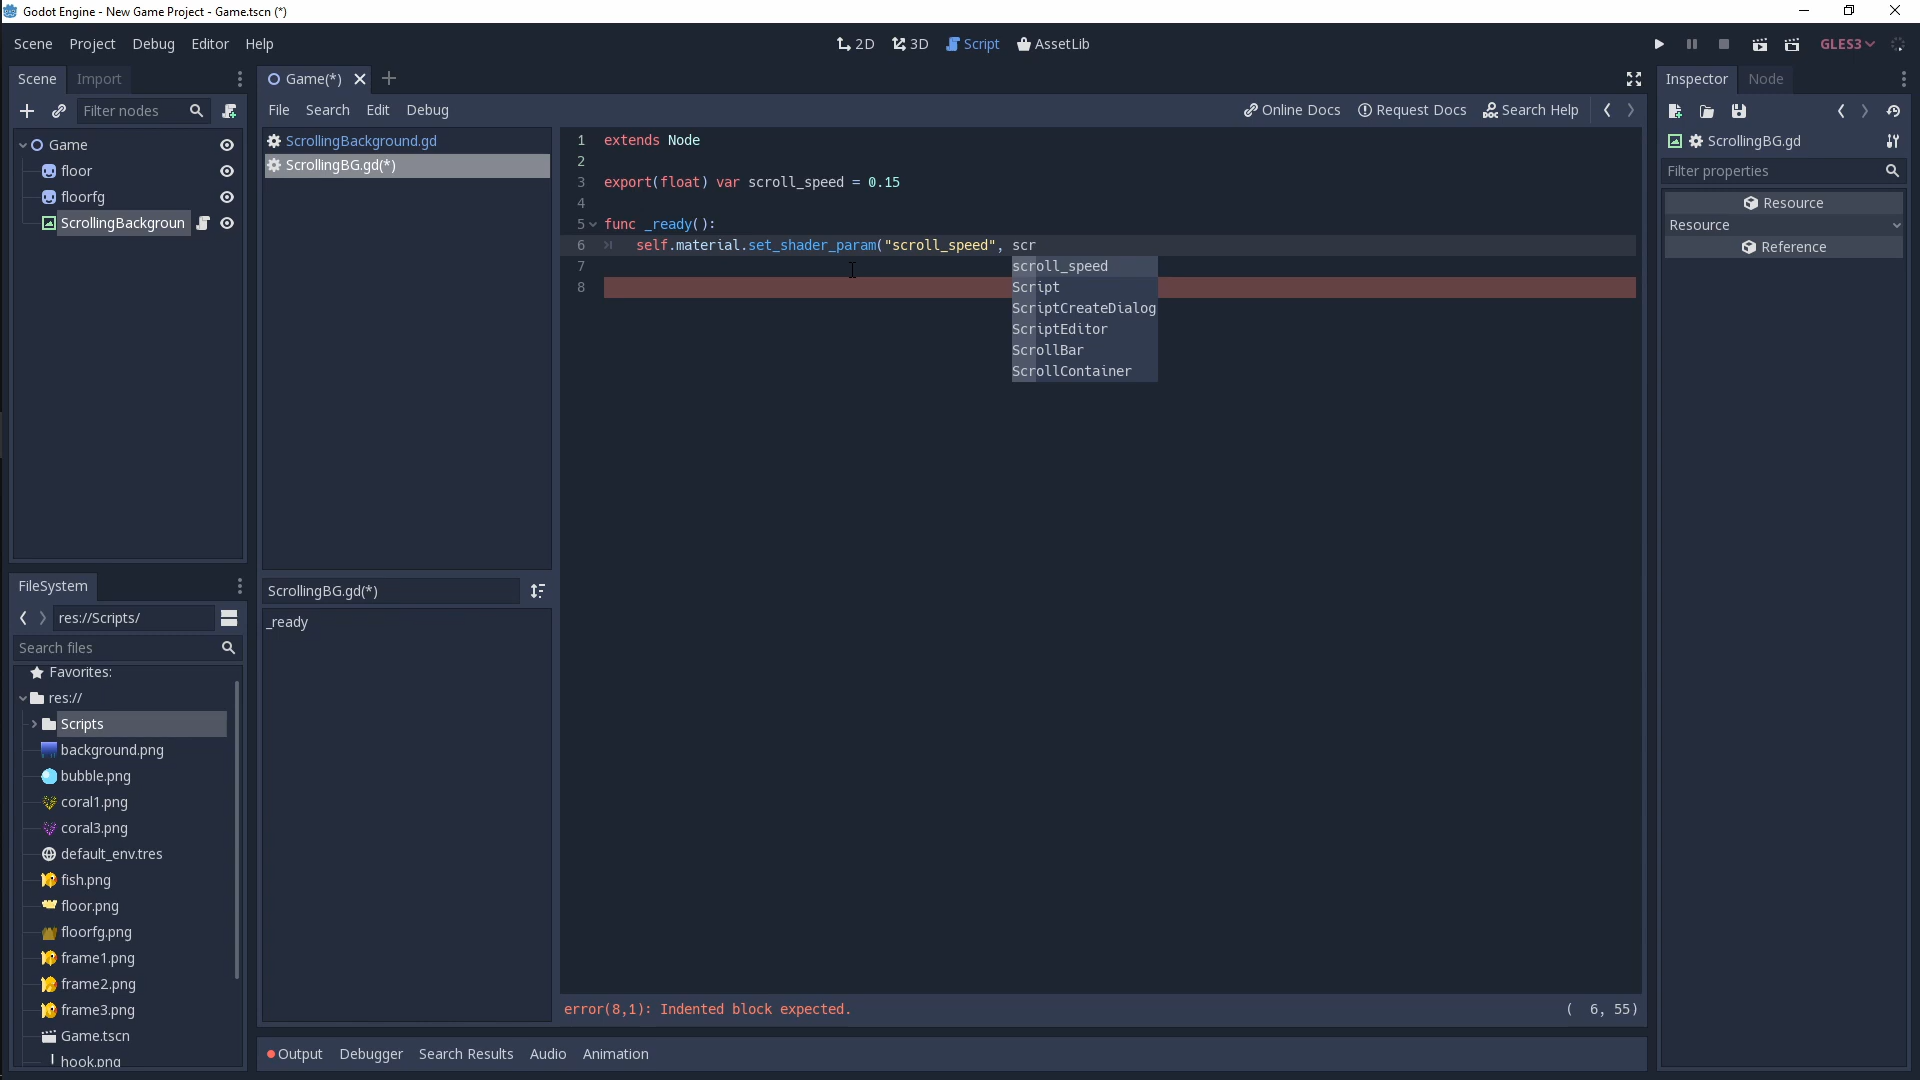 Godot Engine - New Game Project - Game.tscn (*)
Scene Project Debug Editor Help
2D 3D Script AssetLib
GLES3
Scene Import
Filter nodes
Game
floor
floorfg
ScrollingBackgroun
Game(*)
File Search Edit Debug
Online Docs Request Docs Search Help
ScrollingBackground.gd
ScrollingBG.gd(*)
ScrollingBG.gd(*)
_ready
1 extends Node
2
3 export(float) var scroll_speed = 0.15
4
5 func _ready():
6 self.material.set_shader_param("scroll_speed", scr
7
8
scroll_speed
Script
ScriptCreateDialog
ScriptEditor
ScrollBar
ScrollContainer
error(8,1): Indented block expected.
( 6, 55)
Output Debugger Search Results Audio Animation
FileSystem
res://Scripts/
Search files
Favorites:
res://
Scripts
background.png
bubble.png
coral1.png
coral3.png
default_env.tres
fish.png
floor.png
floorfg.png
frame1.png
frame2.png
frame3.png
Game.tscn
hook.png
Inspector Node
ScrollingBG.gd
Filter properties
Resource
Resource
Reference